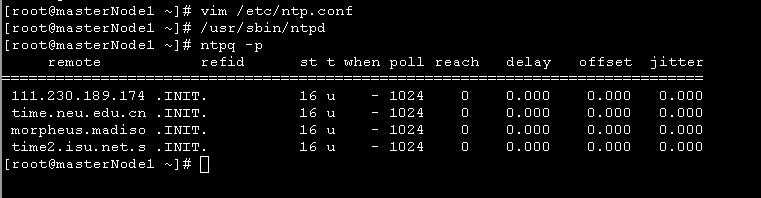 [root@masterNode1 ~]# vim /etc/ntp.conf
[root@masterNode1 ~]# /usr/sbin/ntpd
[root@masterNode1 ~]# ntpq -p
     remote           refid      st t when poll reach   delay   offset  jitter
==============================================================================
 111.230.189.174 .INIT.          16 u    - 1024    0    0.000    0.000   0.000
 time.neu.edu.cn .INIT.          16 u    - 1024    0    0.000    0.000   0.000
 morpheus.madiso .INIT.          16 u    - 1024    0    0.000    0.000   0.000
 time2.isu.net.s .INIT.          16 u    - 1024    0    0.000    0.000   0.000
[root@masterNode1 ~]#